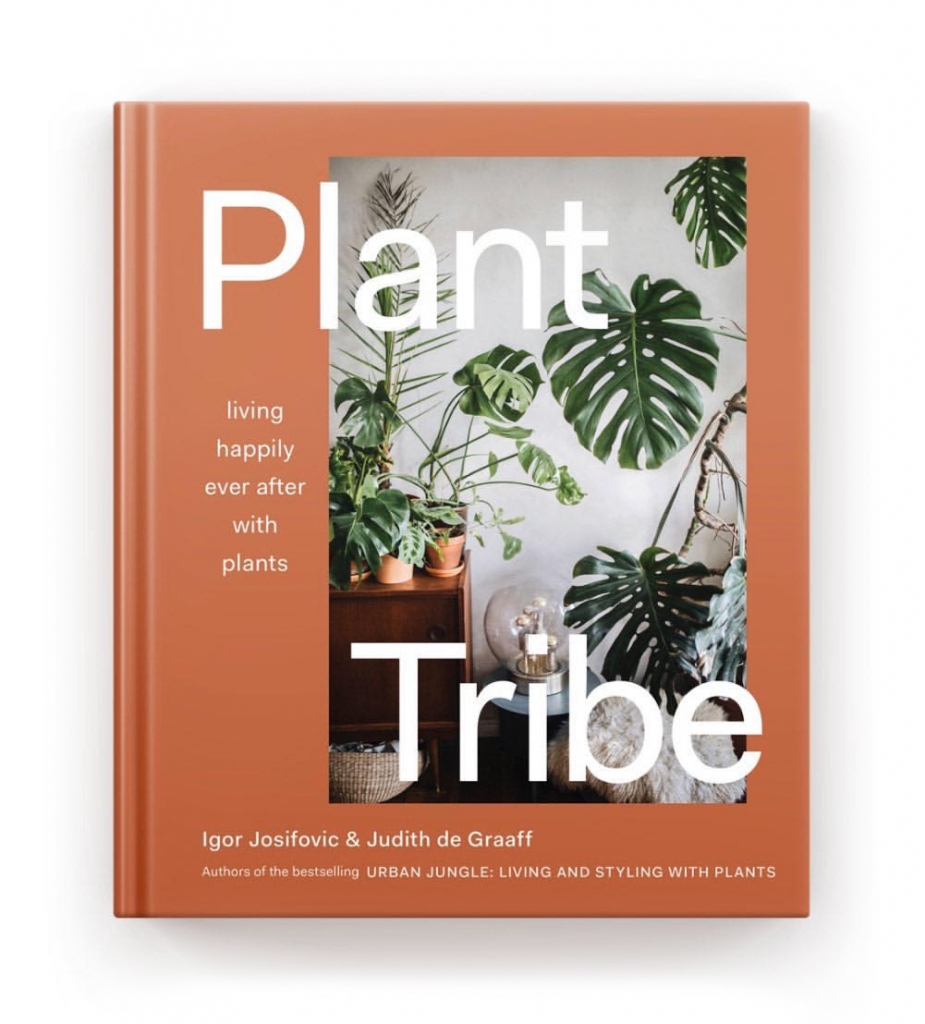 Plant
living
happily
ever after
with
plants
Tribe
Igor Josifovic & Judith de Graaff
Authors of the bestselling URBAN JUNGLE: LIVING AND STYLING WITH PLANTS